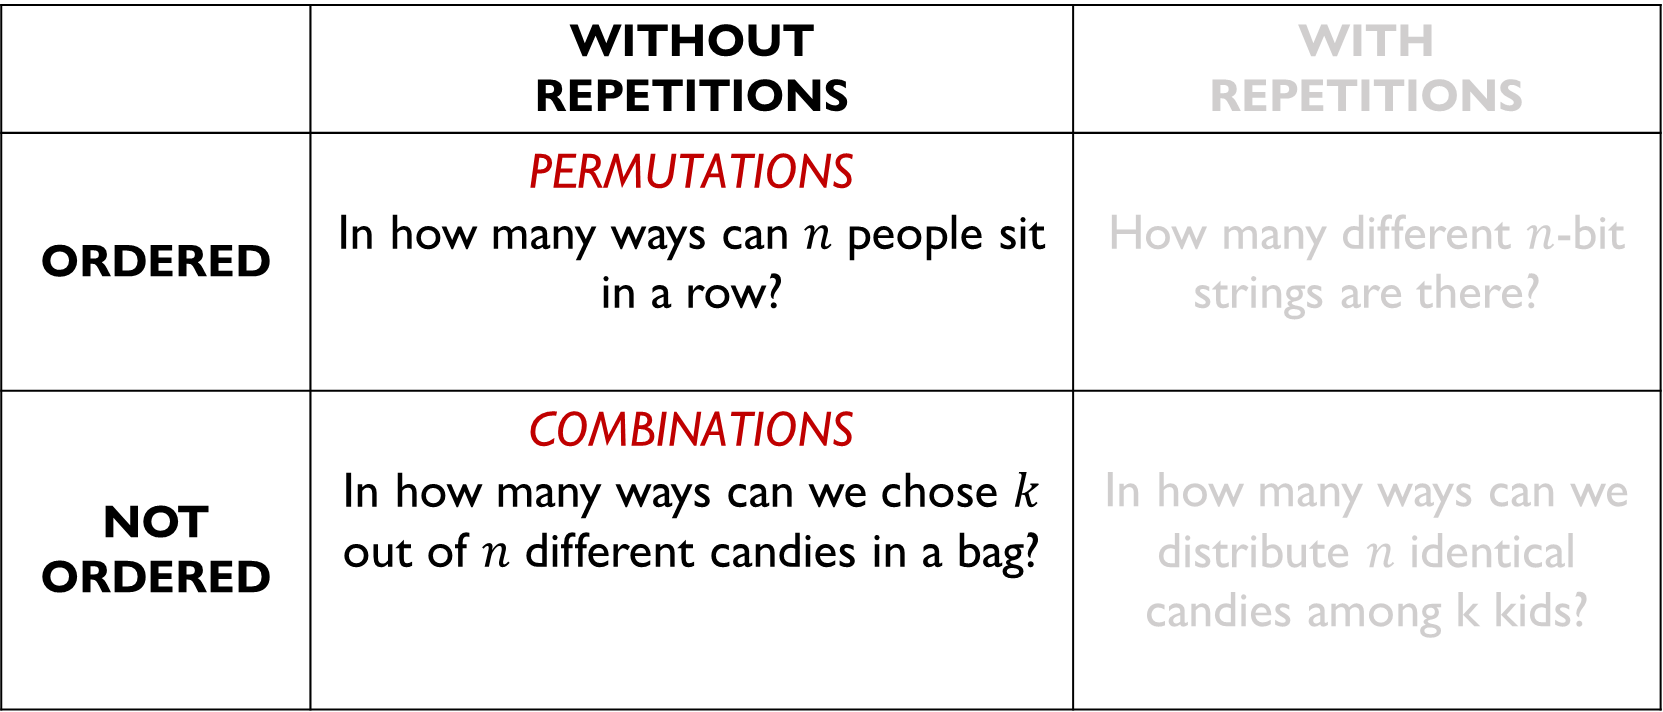 WITHOUT
REPETITIONS
WITH
REPETITIONS
ORDERED
PERMUTATIONS
In how many ways can n people sit
in a row?
How many different n-bit
strings are there?
NOT
ORDERED
COMBINATIONS
In how many ways can we chose k
out of n different candies in a bag?
In how many ways can we
distribute n identical
candies among k kids?